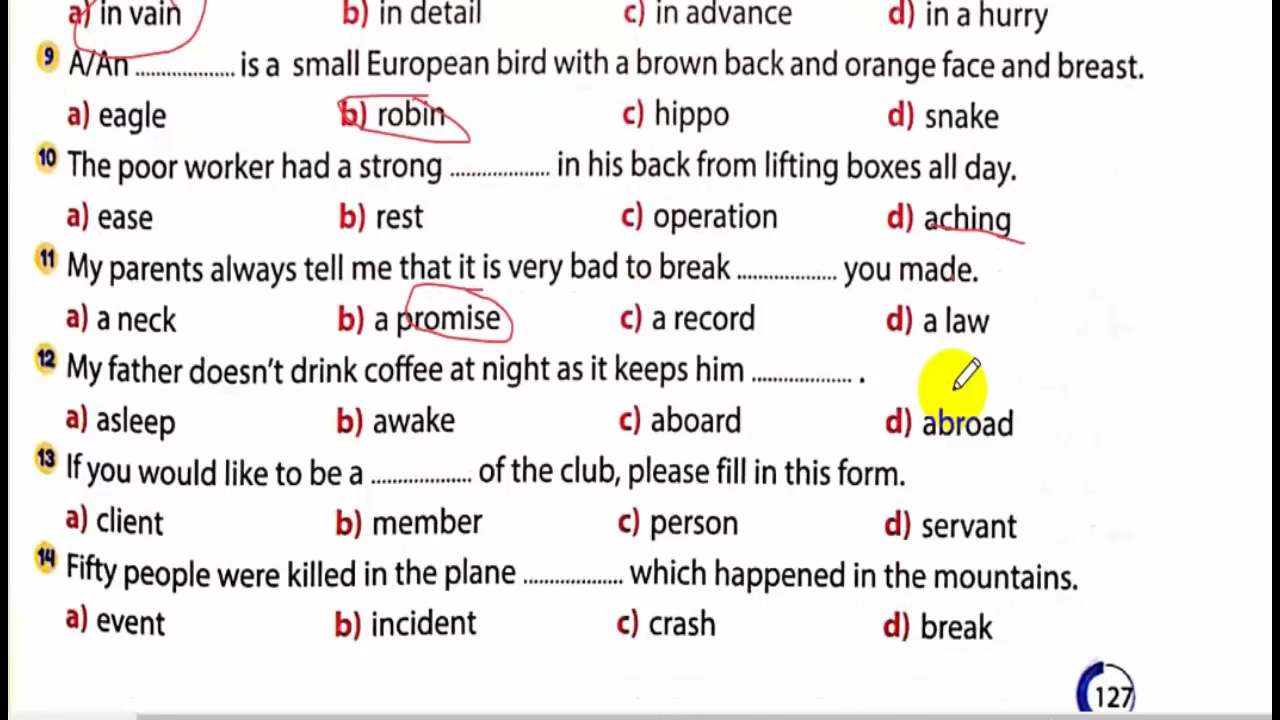 a) in vain b) in detail c) in advance d) in a hurry
9 A/An ................... is a small European bird with a brown back and orange face and breast.
a) eagle b) robin c) hippo d) snake
10 The poor worker had a strong ................... in his back from lifting boxes all day.
a) ease b) rest c) operation d) aching
11 My parents always tell me that it is very bad to break ................... you made.
a) a neck b) a promise c) a record d) a law
12 My father doesn't drink coffee at night as it keeps him ................... .
a) asleep b) awake c) aboard d) abroad
13 If you would like to be a ................... of the club, please fill in this form.
a) client b) member c) person d) servant
14 Fifty people were killed in the plane ................... which happened in the mountains.
a) event b) incident c) crash d) break
127